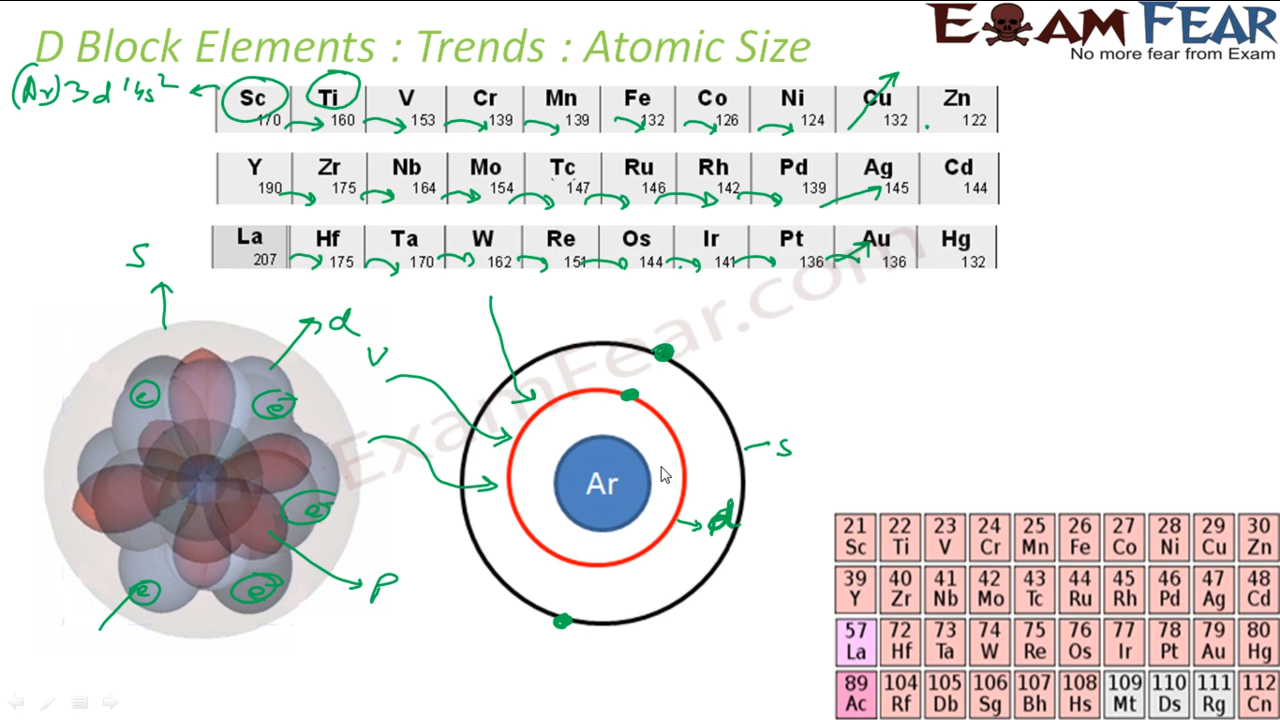 D Block Elements : Trends : Atomic Size
EXAM FEAR
No more fear from Exam
(Ar) 3d¹4s²
Sc Ti V Cr Mn Fe Co Ni Cu Zn
170 160 153 139 139 132 126 124 132 122
Y Zr Nb Mo Tc Ru Rh Pd Ag Cd
190 175 164 154 147 146 142 139 145 144
La Hf Ta W Re Os Ir Pt Au Hg
207 175 170 162 151 144 141 136 136 132
ExamFear.com
S
d
V
e
e⁻
e⁻
e
e⁻
p
Ar
s
d
21 22 23 24 25 26 27 28 29 30
Sc Ti V Cr Mn Fe Co Ni Cu Zn
39 40 41 42 43 44 45 46 47 48
Y Zr Nb Mo Tc Ru Rh Pd Ag Cd
57 72 73 74 75 76 77 78 79 80
La Hf Ta W Re Os Ir Pt Au Hg
89 104 105 106 107 108 109 110 111 112
Ac Rf Db Sg Bh Hs Mt Ds Rg Cn